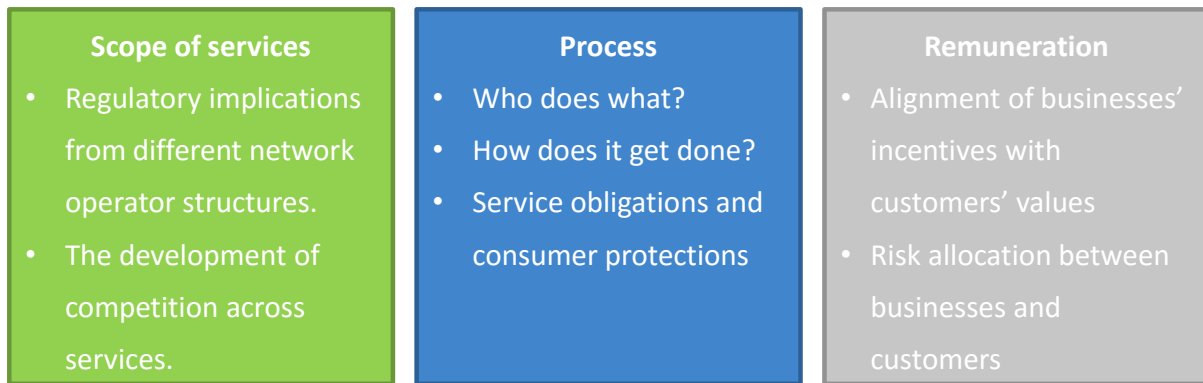 Scope of services
• Regulatory implications
from different network
operator structures.
• The development of
competition across
services.
Process
• Who does what?
• How does it get done?
• Service obligations and
consumer protections
Remuneration
• Alignment of businesses’
incentives with
customers’ values
• Risk allocation between
businesses and
customers